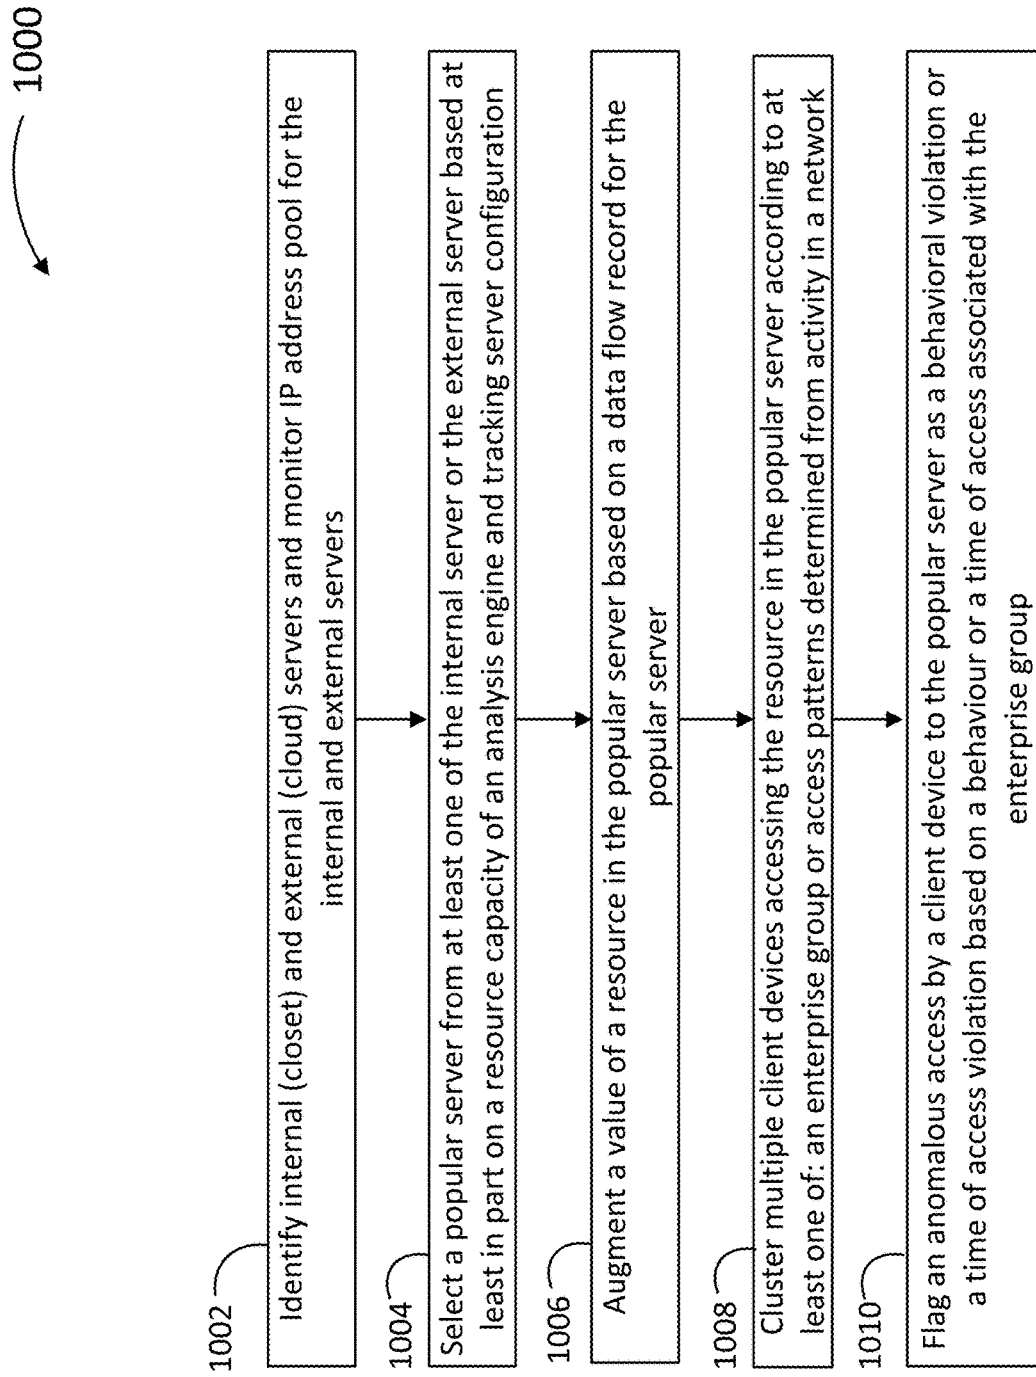 1000
1002
Identify internal (closet) and external (cloud) servers and monitor IP address pool for the
internal and external servers
1004
Select a popular server from at least one of the internal server or the external server based at
least in part on a resource capacity of an analysis engine and tracking server configuration
1006
Augment a value of a resource in the popular server based on a data flow record for the
popular server
1008
Cluster multiple client devices accessing the resource in the popular server according to at
least one of: an enterprise group or access patterns determined from activity in a network
1010
Flag an anomalous access by a client device to the popular server as a behavioral violation or
a time of access violation based on a behaviour or a time of access associated with the
enterprise group